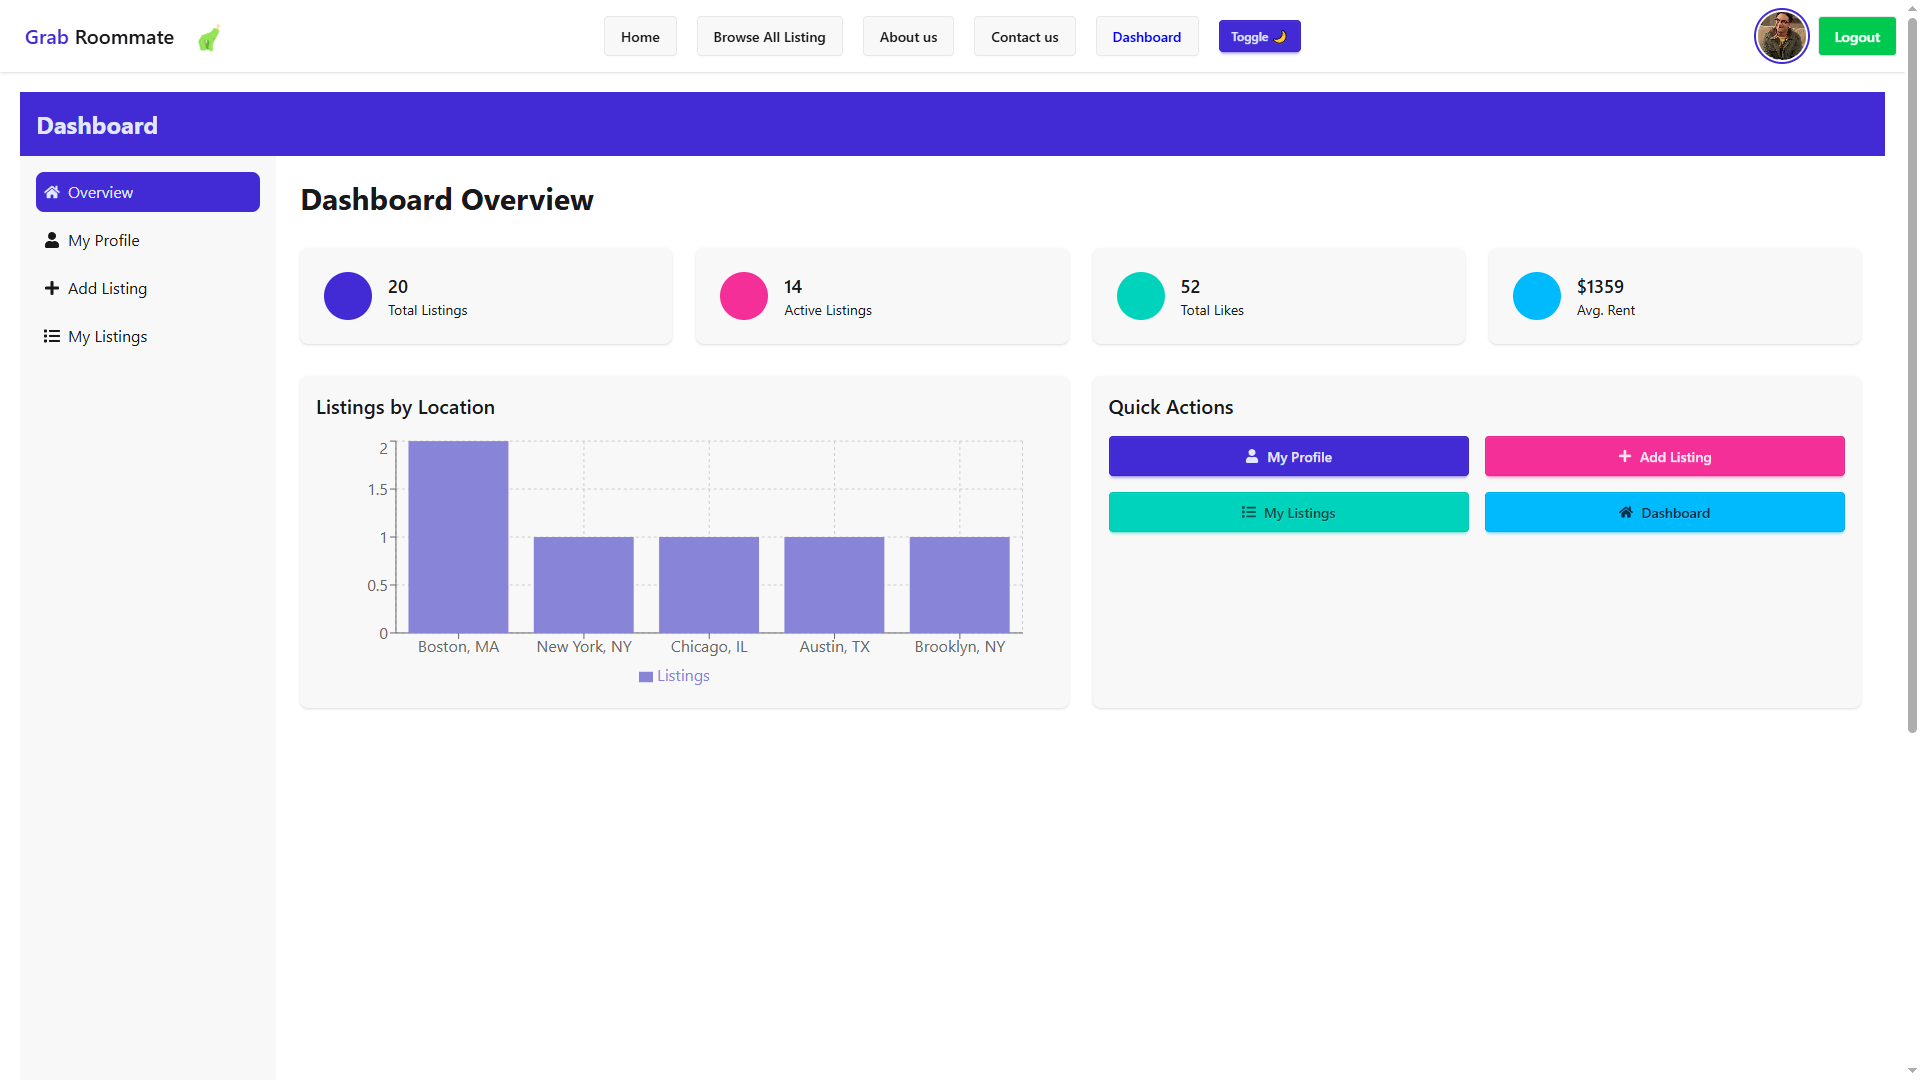 Grab Roommate
Home
Browse All Listing
About us
Contact us
Dashboard
Toggle 🌙
Logout
Dashboard
Overview
My Profile
Add Listing
My Listings
Dashboard Overview
20
Total Listings
14
Active Listings
52
Total Likes
$1359
Avg. Rent
Listings by Location
2
1.5
1
0.5
0
Boston, MA
New York, NY
Chicago, IL
Austin, TX
Brooklyn, NY
Listings
Quick Actions
My Profile
Add Listing
My Listings
Dashboard